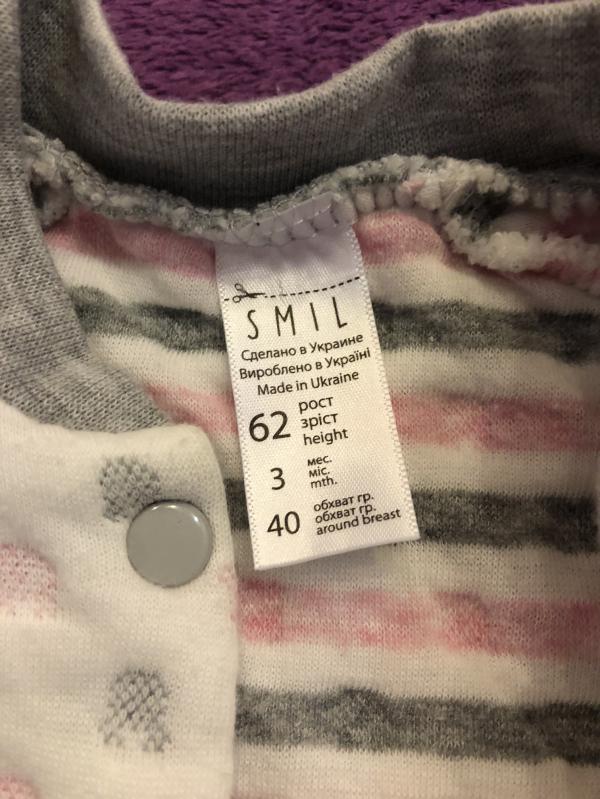 SMIL
Сделано в Украине
Вироблено в Україні
Made in Ukraine
62 рост
зріст
height
3 мес.
міс.
mth.
40 обхват гр.
обхват гр.
around breast